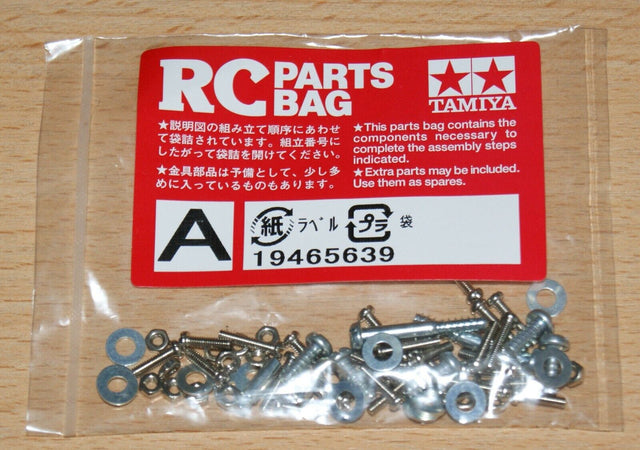 RC PARTS BAG
TAMIYA
★説明図の組み立て順序にあわせ
て袋詰されています。組立番号に
したがって袋詰を開けてください。
★金具部品は予備として、少し多
めに入っているものもあります。
★This parts bag contains the
components necessary to
complete the assembly steps
indicated.
★Extra parts may be included.
Use them as spares.
A
紙 ラベル プラ 袋
19465639